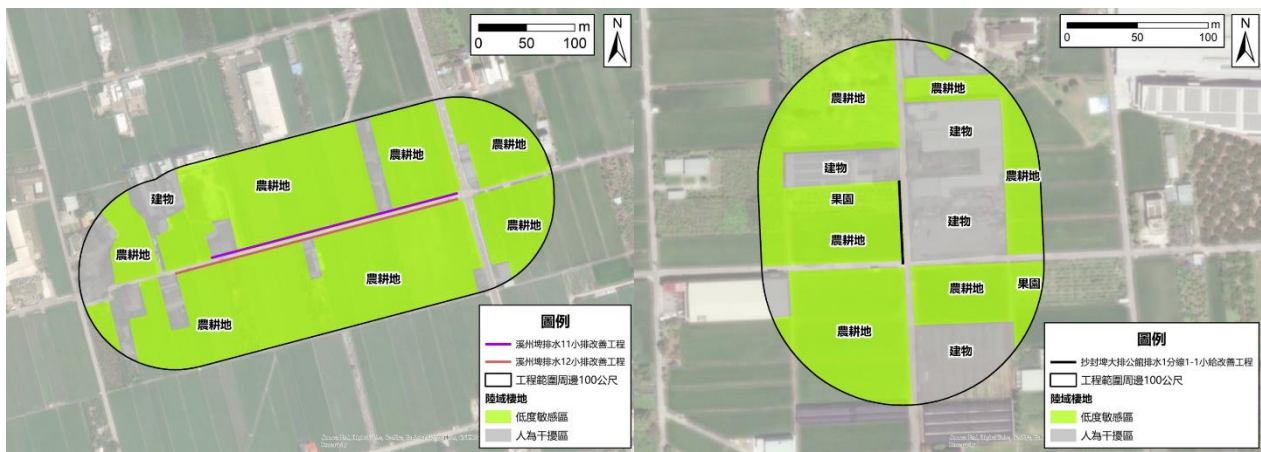 m
0 50 100
N
農耕地
農耕地
農耕地
建物
農耕地
農耕地
農耕地
農耕地
圖例
溪州埤排水11小排改善工程
溪州埤排水12小排改善工程
工程範圍周邊100公尺
陸域棲地
低度敏感區
人為干擾區
m
0 50 100
N
農耕地
農耕地
建物
建物
農耕地
果園
建物
農耕地
農耕地
果園
農耕地
建物
圖例
抄封埤大排公館排水1分線1-1小給改善工程
工程範圍周邊100公尺
陸域棲地
低度敏感區
人為干擾區